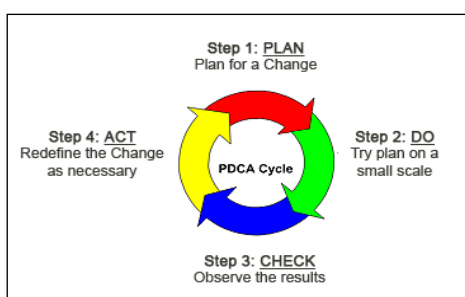 Step 1: PLAN
Plan for a Change
Step 2: DO
Try plan on a
small scale
Step 3: CHECK
Observe the results
Step 4: ACT
Redefine the Change
as necessary
PDCA Cycle